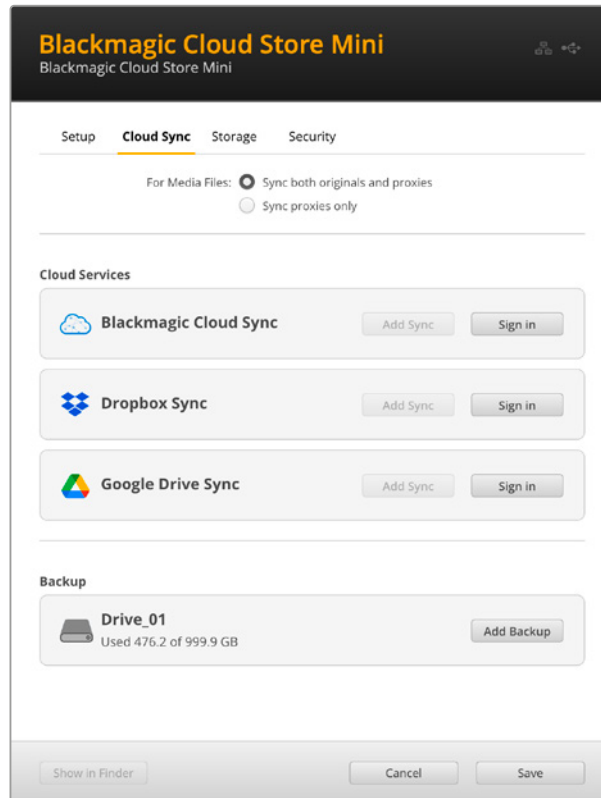 Blackmagic Cloud Store Mini
Blackmagic Cloud Store Mini
Setup Cloud Sync Storage Security
For Media Files: Sync both originals and proxies
Sync proxies only
Cloud Services
Blackmagic Cloud Sync Add Sync Sign in
Dropbox Sync Add Sync Sign in
Google Drive Sync Add Sync Sign in
Backup
Drive_01
Used 476.2 of 999.9 GB Add Backup
Show in Finder Cancel Save